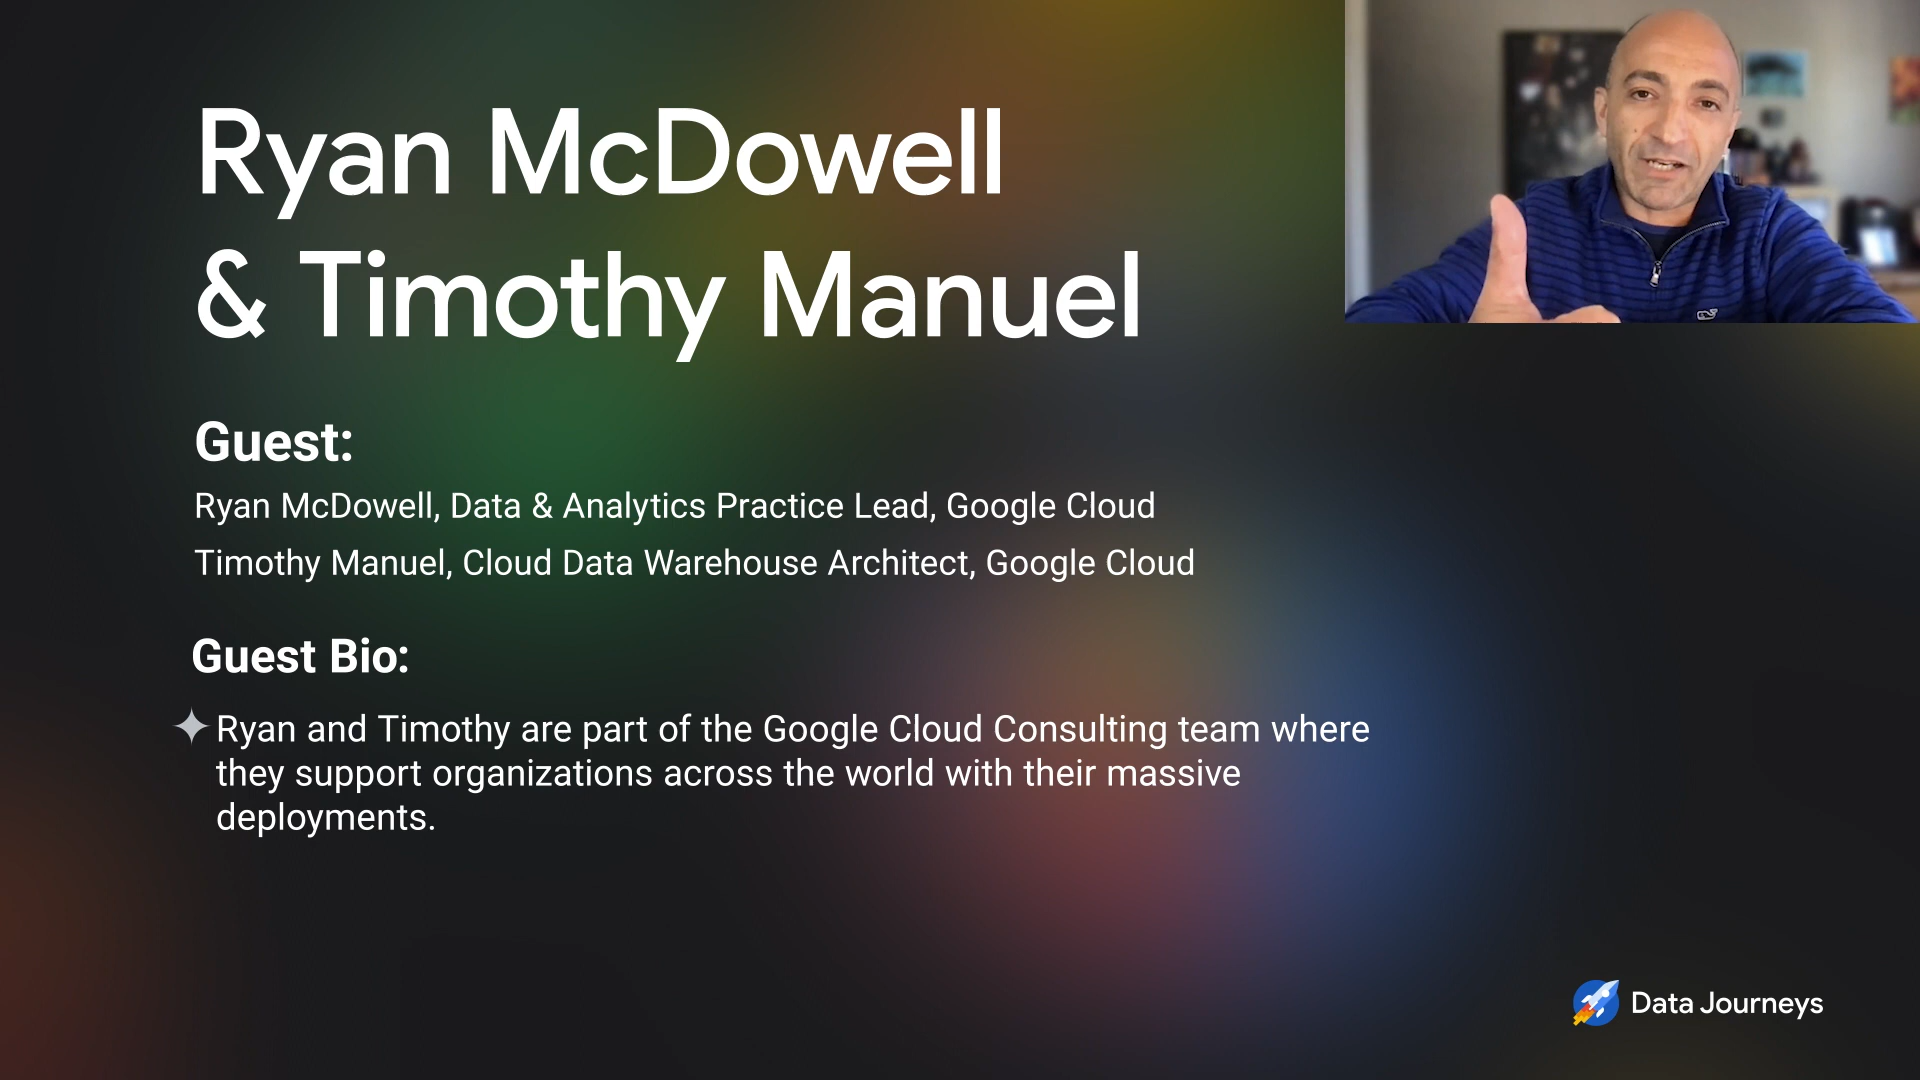 Ryan McDowell
& Timothy Manuel
Guest:
Ryan McDowell, Data & Analytics Practice Lead, Google Cloud
Timothy Manuel, Cloud Data Warehouse Architect, Google Cloud
Guest Bio:
Ryan and Timothy are part of the Google Cloud Consulting team where
they support organizations across the world with their massive
deployments.
Data Journeys